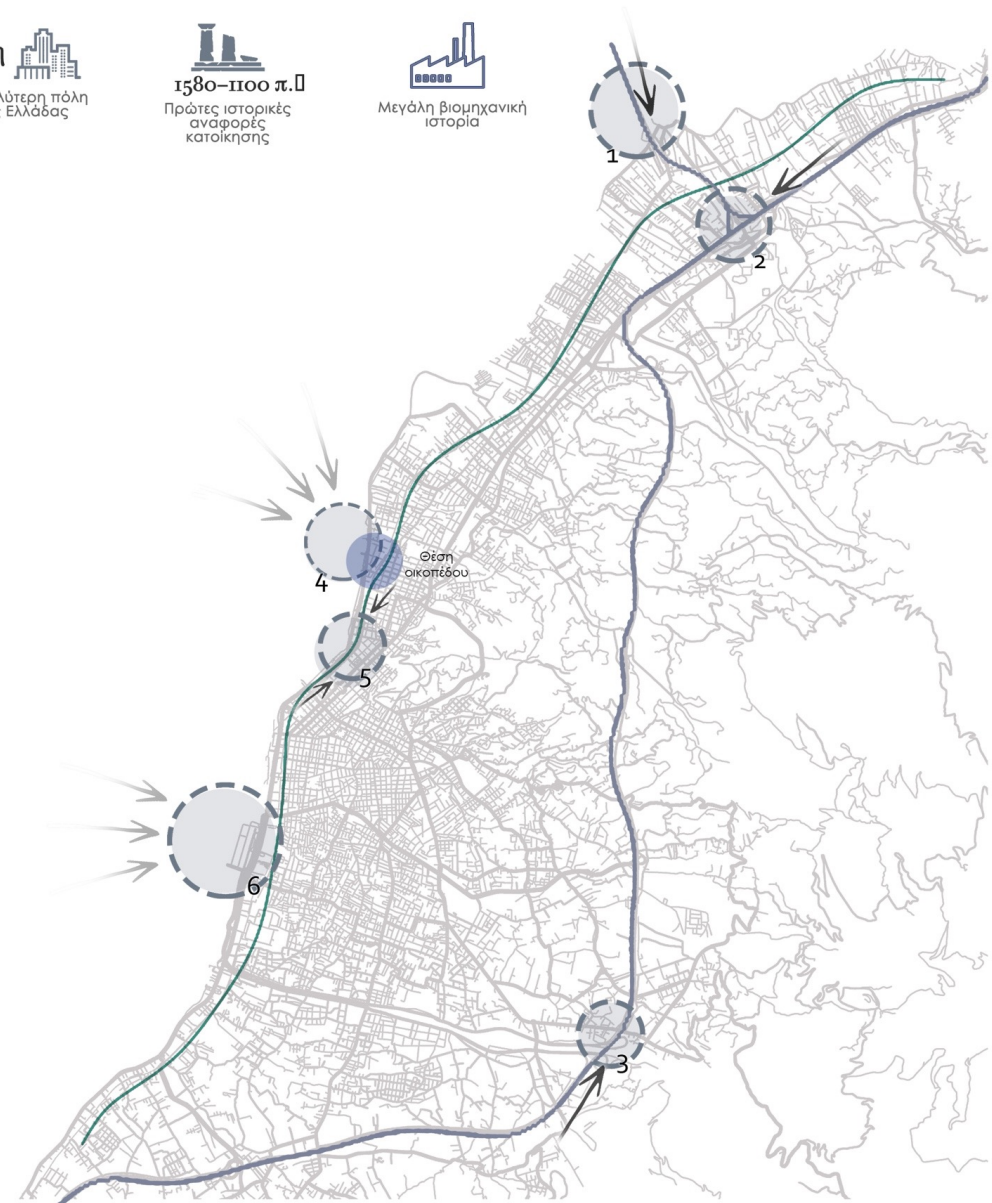 1580–1100 π.
λύτερη πόλη
Ελλάδας
Πρώτες ιστορικές
αναφορές
κατοίκησης
Μεγάλη βιομηχανική
ιστορία
1
2
4
Θέση
οικοπέδου
5
6
3